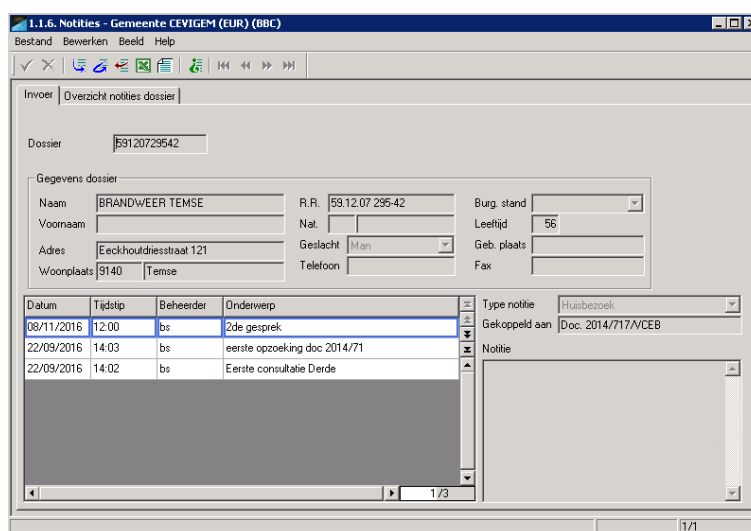 1.1.6. Notities - Gemeente CEVIGEM (EUR) (BBC)
Bestand Bewerken Beeld Help
Invoer Overzicht notities dossier
Dossier 59120729542
Gegevens dossier
Naam BRANDWEER TEMSE R.R. 59.12.07 295-42 Burg. stand
Voornaam Nat. Leeftijd 56
Adres Eeckhoutdriesstraat 121 Geslacht Man Geb. plaats
Woonplaats 9140 Temse Telefoon Fax
Datum Tijdstip Beheerder Onderwerp Type notitie Huisbezoek
08/11/2016 12:00 bs 2de gesprek Gekoppeld aan Doc. 2014/717/VCEB
22/09/2016 14:03 bs eerste opzoeking doc 2014/71 Notitie
22/09/2016 14:02 bs Eerste consultatie Derde
1/3
1/1